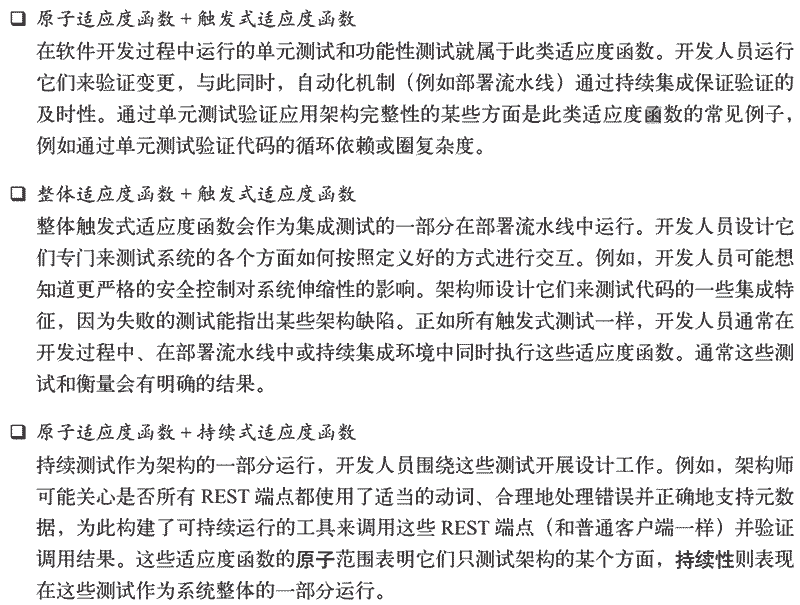 ❑ 原子适应度函数 + 触发式适应度函数
在软件开发过程中运行的单元测试和功能性测试就属于此类适应度函数。开发人员运行
它们来验证变更，与此同时，自动化机制（例如部署流水线）通过持续集成保证验证的
及时性。通过单元测试验证应用架构完整性的某些方面是此类适应度函数的常见例子，
例如通过单元测试验证代码的循环依赖或圈复杂度。
❑ 整体适应度函数 + 触发式适应度函数
整体触发式适应度函数会作为集成测试的一部分在部署流水线中运行。开发人员设计它
们专门来测试系统的各个方面如何按照定义好的方式进行交互。例如，开发人员可能想
知道更严格的安全控制对系统伸缩性的影响。架构师设计它们来测试代码的一些集成特
征，因为失败的测试能指出某些架构缺陷。正如所有触发式测试一样，开发人员通常在
开发过程中、在部署流水线中或持续集成环境中同时执行这些适应度函数。通常这些测
试和衡量会有明确的结果。
❑ 原子适应度函数 + 持续式适应度函数
持续测试作为架构的一部分运行，开发人员围绕这些测试开展设计工作。例如，架构师
可能关心是否所有 REST 端点都使用了适当的动词、合理地处理错误并正确地支持元数
据，为此构建了可持续运行的工具来调用这些 REST 端点（和普通客户端一样）并验证
调用结果。这些适应度函数的原子范围表明它们只测试架构的某个方面，持续性则表现
在这些测试作为系统整体的一部分运行。